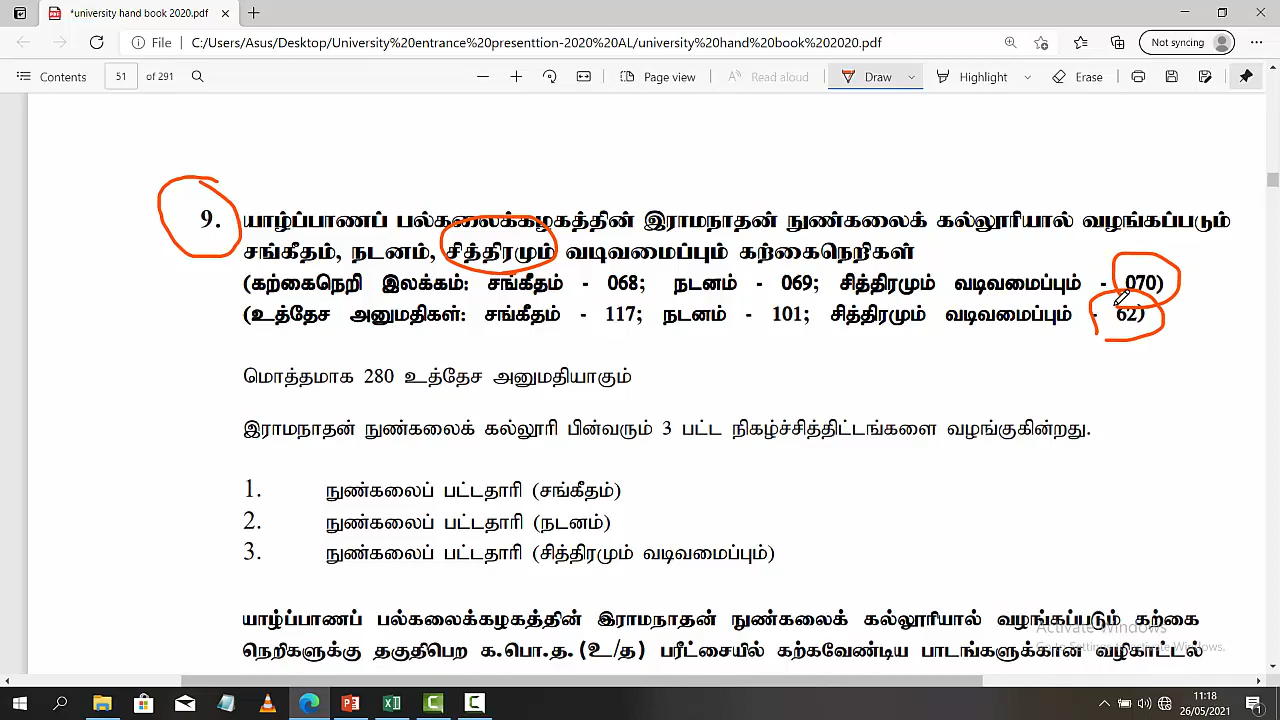 *university hand book 2020.pdf
File
C:/Users/Asus/Desktop/University%20entrance%20presenttion-2020%20AL/university%20hand%20book%202020.pdf
Not syncing
Contents
51
of 291
Page view
Read aloud
Draw
Highlight
Erase
9. யாழ்ப்பாணப் பல்கலைக்கழகத்தின் இராமநாதன் நுண்கலைக் கல்லூரியால் வழங்கப்படும்
சங்கீதம், நடனம், சித்திரமும் வடிவமைப்பும் கற்கைநெறிகள்
(கற்கைநெறி இலக்கம்: சங்கீதம் - 068; நடனம் - 069; சித்திரமும் வடிவமைப்பும் - 070)
(உத்தேச அனுமதிகள்: சங்கீதம் - 117; நடனம் - 101; சித்திரமும் வடிவமைப்பும் - 62)
மொத்தமாக 280 உத்தேச அனுமதியாகும்
இராமநாதன் நுண்கலைக் கல்லூரி பின்வரும் 3 பட்ட நிகழ்ச்சித்திட்டங்களை வழங்குகின்றது.
1. நுண்கலைப் பட்டதாரி (சங்கீதம்)
2. நுண்கலைப் பட்டதாரி (நடனம்)
3. நுண்கலைப் பட்டதாரி (சித்திரமும் வடிவமைப்பும்)
யாழ்ப்பாணப் பல்கலைக்கழகத்தின் இராமநாதன் நுண்கலைக் கல்லூரியால் வழங்கப்படும் கற்கை
நெறிகளுக்கு தகுதிபெற க.பொ.த.(உ/த) பரீட்சையில் கற்கவேண்டிய பாடங்களுக்கான வழிகாட்டல்
Activate Windows
Go to Settings to activate Windows.
11:18
26/05/2021